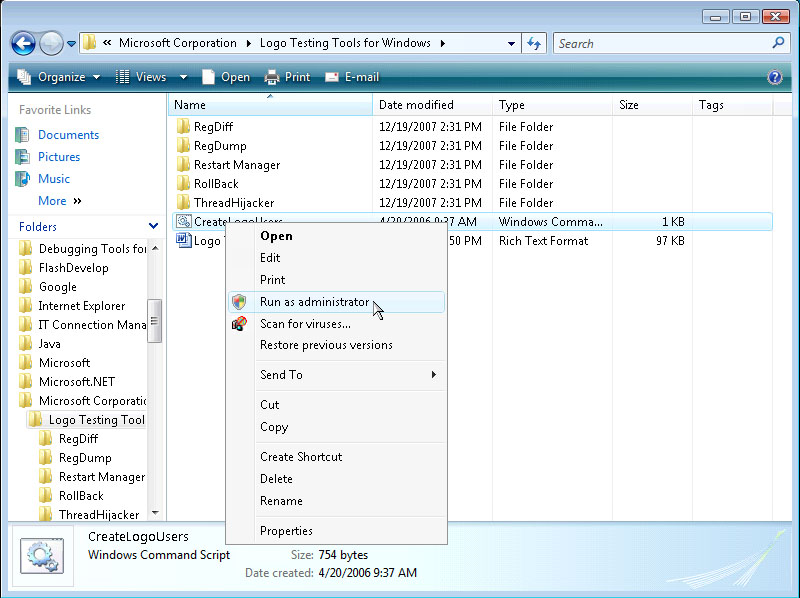 « Microsoft Corporation Logo Testing Tools for Windows Search
Organize Views Open Print E-mail
Favorite Links
Documents
Pictures
Music
More »
Folders
Debugging Tools for
FlashDevelop
Google
Internet Explorer
IT Connection Mana
Java
Microsoft
Microsoft.NET
Microsoft Corporatio
Logo Testing Tool
RegDiff
RegDump
Restart Manager
RollBack
ThreadHijacker
Name Date modified Type Size Tags
RegDiff 12/19/2007 2:31 PM File Folder
RegDump 12/19/2007 2:31 PM File Folder
Restart Manager 12/19/2007 2:31 PM File Folder
RollBack 12/19/2007 2:31 PM File Folder
ThreadHijacker 12/19/2007 2:31 PM File Folder
CreateLogoUsers 4/20/2006 9:37 AM Windows Comma... 1 KB
Logo 50 PM Rich Text Format 97 KB
Open
Edit
Print
Run as administrator
Scan for viruses...
Restore previous versions
Send To
Cut
Copy
Create Shortcut
Delete
Rename
Properties
CreateLogoUsers
Windows Command Script
Size: 754 bytes
Date created: 4/20/2006 9:37 AM